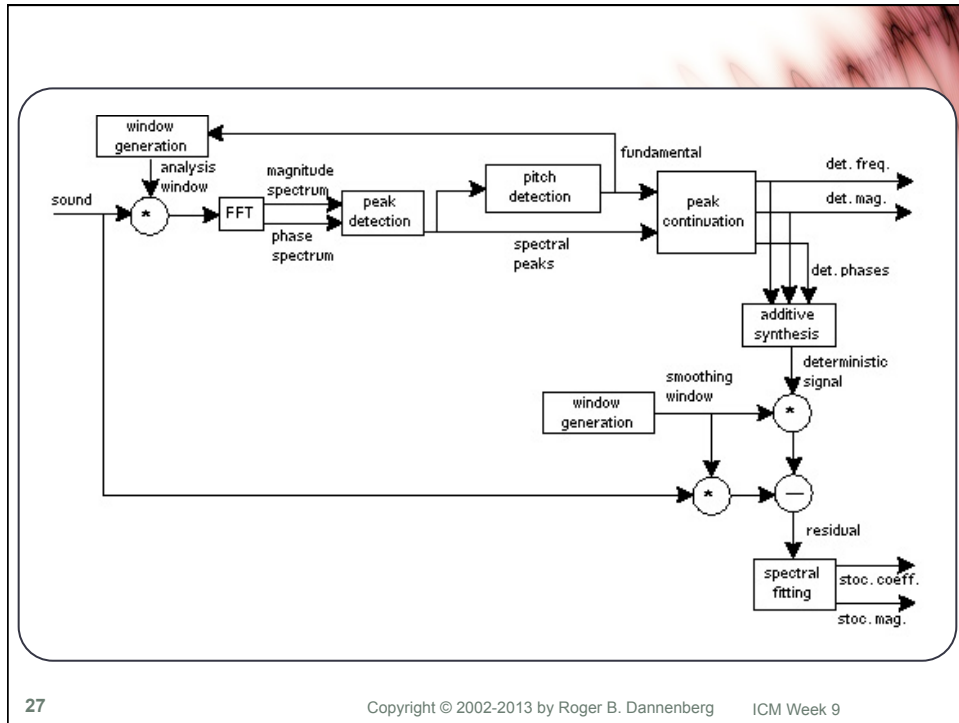 window
generation
analysis
window
sound
*
FFT
magnitude
spectrum
phase
spectrum
peak
detection
pitch
detection
fundamental
spectral
peaks
peak
continuation
det. freq.
det. mag.
det. phases
additive
synthesis
deterministic
signal
smoothing
window
window
generation
*
*
—
residual
spectral
fitting
stoc. coeff.
stoc. mag.
27
Copyright © 2002-2013 by Roger B. Dannenberg
ICM Week 9